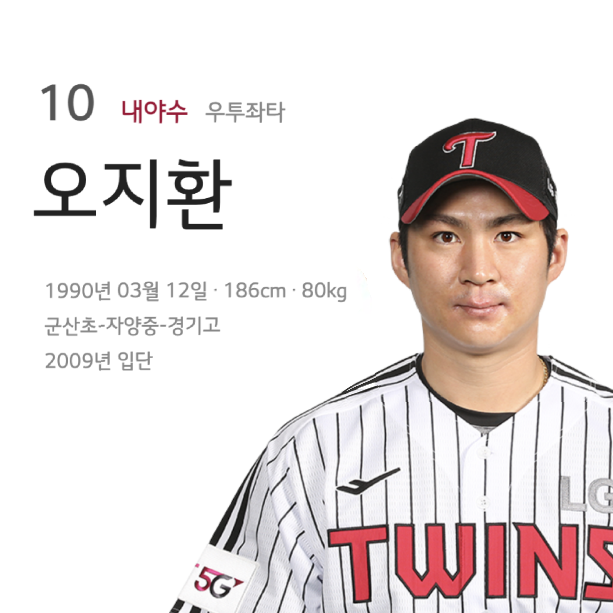 10 내야수 우투좌타
오지환
1990년 03월 12일 · 186cm · 80kg
군산초-자양중-경기고
2009년 입단
T
LG
TWINS
5G